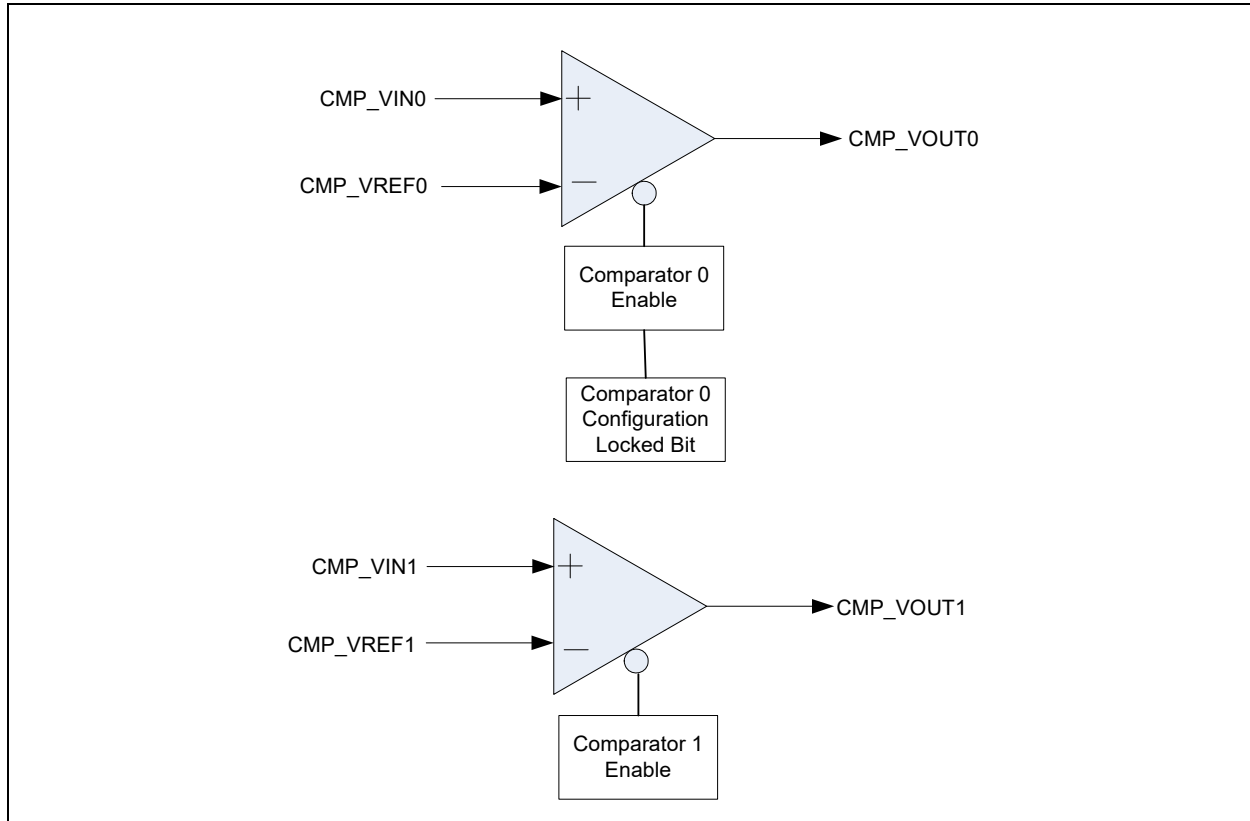 CMP_VIN0
+
CMP_VOUT0
CMP_VREF0
—
Comparator 0
Enable
Comparator 0
Configuration
Locked Bit
CMP_VIN1
+
CMP_VOUT1
CMP_VREF1
—
Comparator 1
Enable